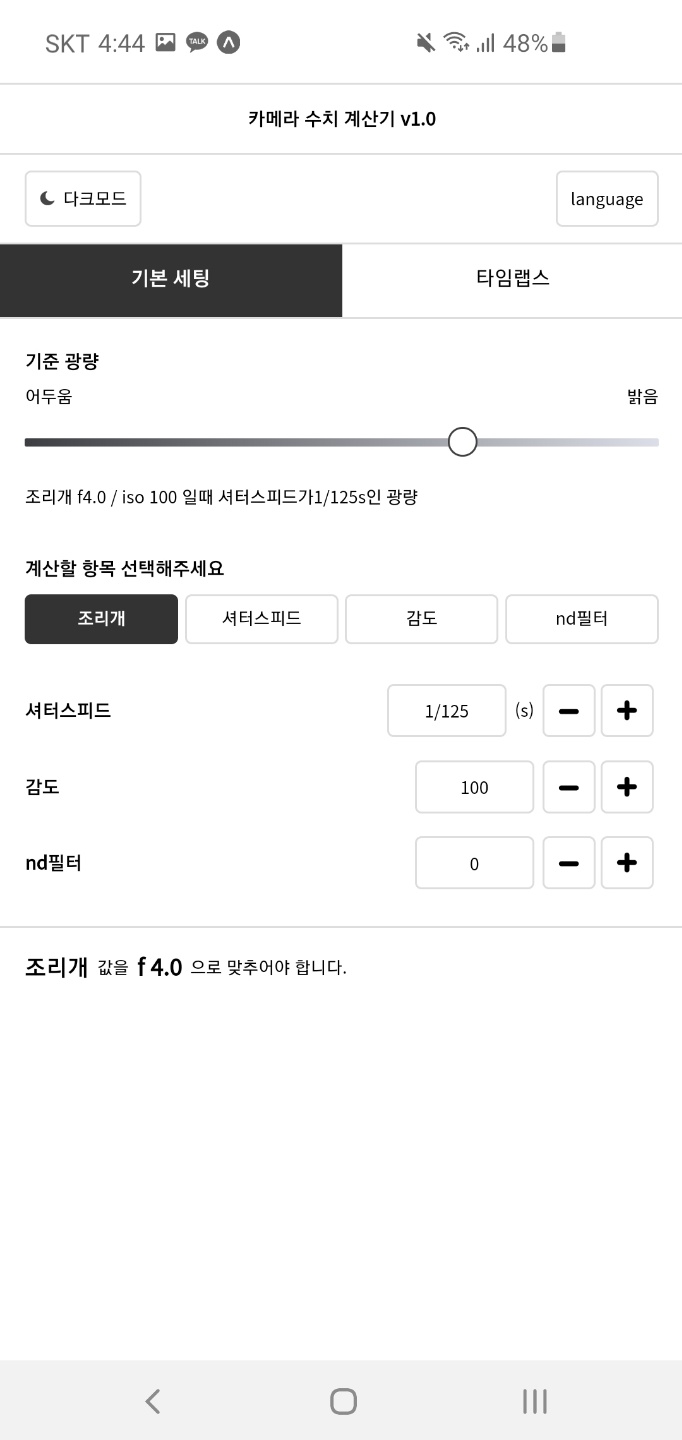 SKT 4:44 TALK 48%
카메라 수치 계산기 v1.0
다크모드 language
기본 세팅 타임랩스
기준 광량
어두움 밝음
조리개 f4.0 / iso 100 일때 셔터스피드가1/125s인 광량
계산할 항목 선택해주세요
조리개 셔터스피드 감도 nd필터
셔터스피드 1/125 (s) − +
감도 100 − +
nd필터 0 − +
조리개 값을 f 4.0 으로 맞추어야 합니다.